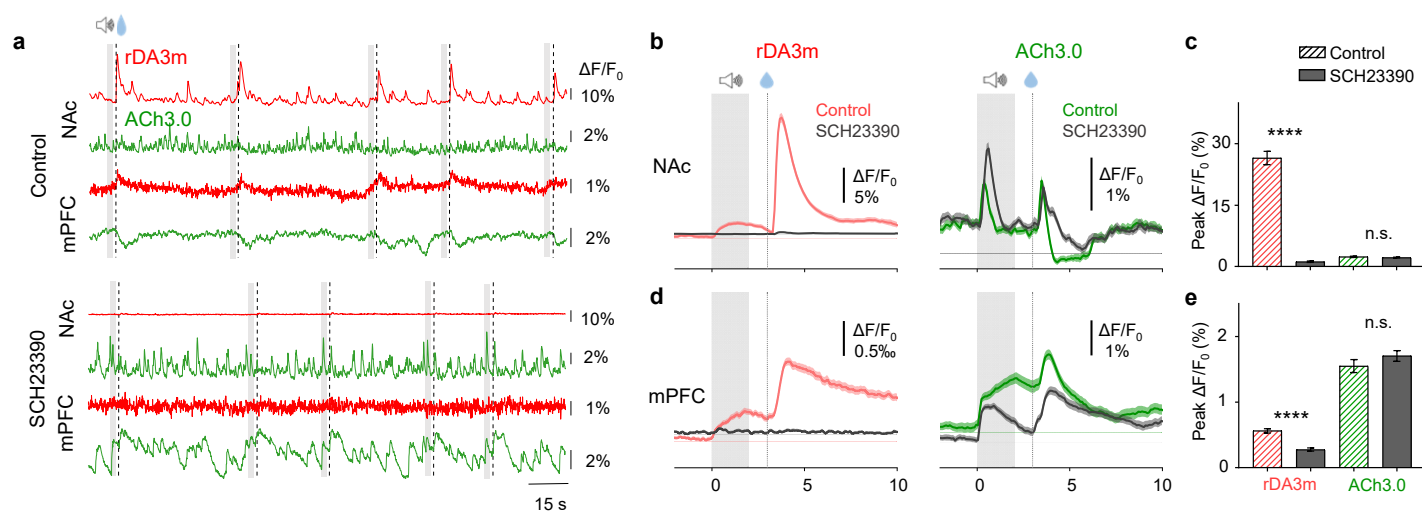 a
rDA3m
ΔF/F0
10%
NAc
ACh3.0
2%
Control
1%
mPFC
2%
NAc
10%
2%
SCH23390
mPFC
1%
2%
15 s
b
rDA3m
ACh3.0
Control
SCH23390
Control
SCH23390
NAc
ΔF/F0
5%
ΔF/F0
1%
0
5
10
0
5
10
c
Control
SCH23390
Peak ΔF/F0 (%)
30
15
0
****
n.s.
d
mPFC
ΔF/F0
0.5‰
ΔF/F0
1%
0
5
10
0
5
10
e
Peak ΔF/F0 (%)
2
1
0
****
n.s.
rDA3m
ACh3.0